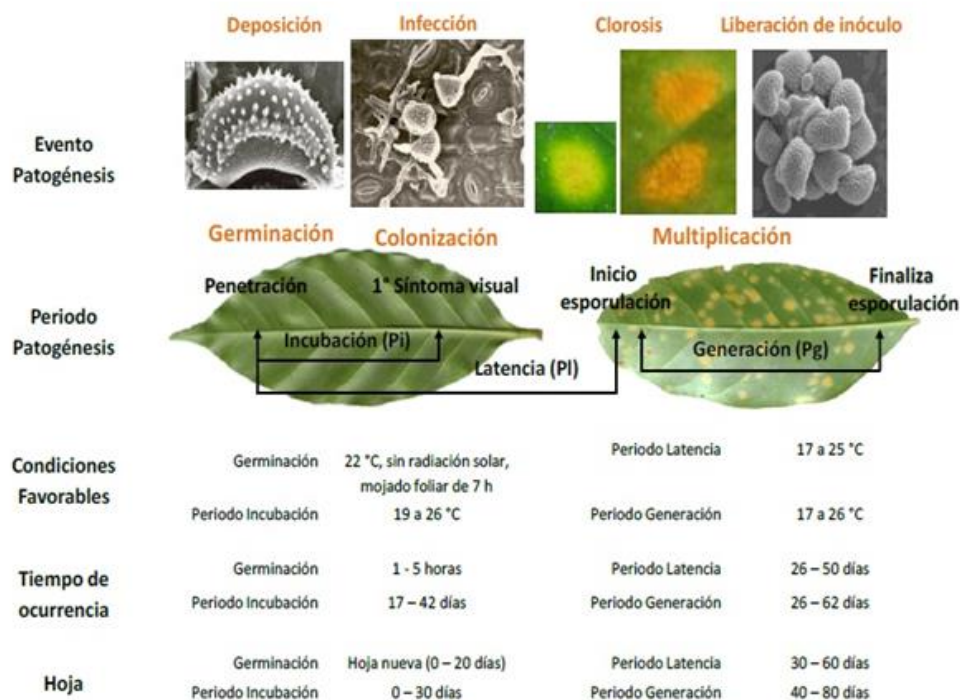 Deposición
Infección
Clorosis
Liberación de inóculo
Evento
Patogénesis
Germinación
Colonización
Multiplicación
Penetración
1° Síntoma visual
Inicio
esporulación
Finaliza
esporulación
Periodo
Patogénesis
Incubación (Pi)
Latencia (Pl)
Generación (Pg)
Condiciones
Favorables
Germinación
22 °C, sin radiación solar,
mojado foliar de 7 h
Periodo Latencia
17 a 25 °C
Periodo Incubación
19 a 26 °C
Periodo Generación
17 a 26 °C
Tiempo de
ocurrencia
Germinación
1 - 5 horas
Periodo Latencia
26 – 50 días
Periodo Incubación
17 – 42 días
Periodo Generación
26 – 62 días
Hoja
Germinación
Hoja nueva (0 – 20 días)
Periodo Latencia
30 – 60 días
Periodo Incubación
0 – 30 días
Periodo Generación
40 – 80 días